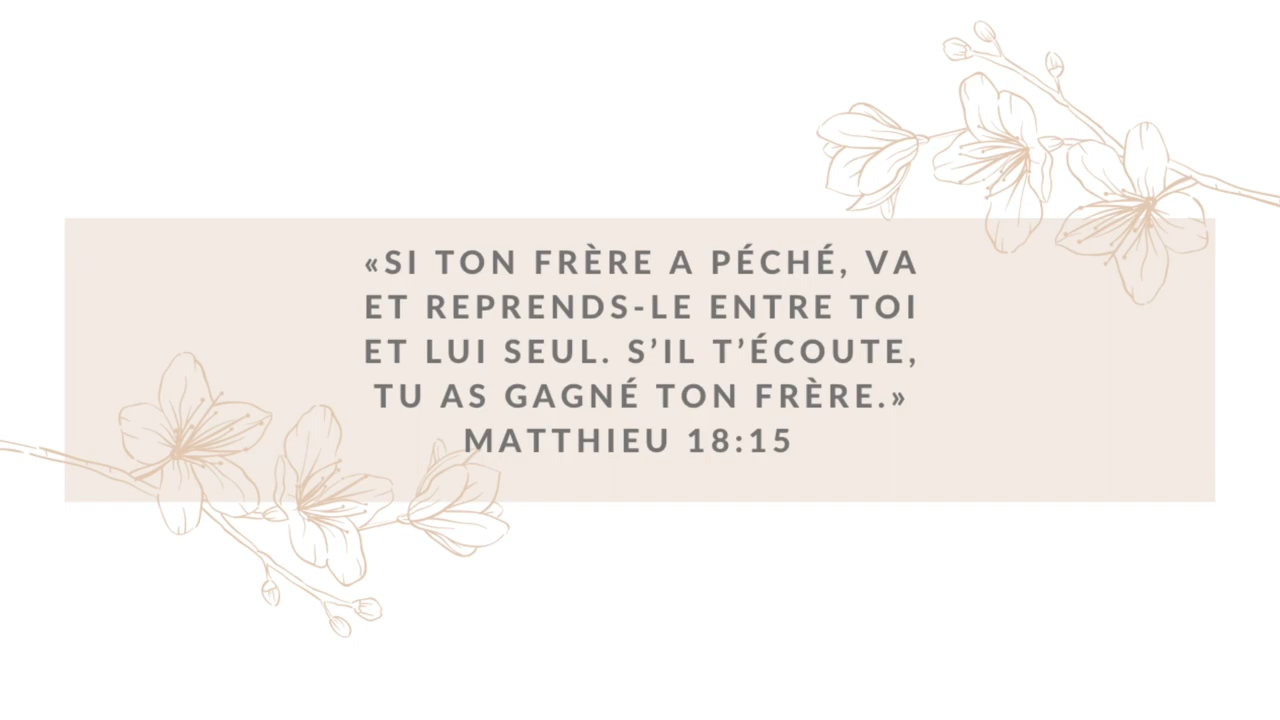 «SI TON FRÈRE A PÉCHÉ, VA
ET REPRENDS-LE ENTRE TOI
ET LUI SEUL. S’IL T’ÉCOUTE,
TU AS GAGNÉ TON FRÈRE.»
MATTHIEU 18:15